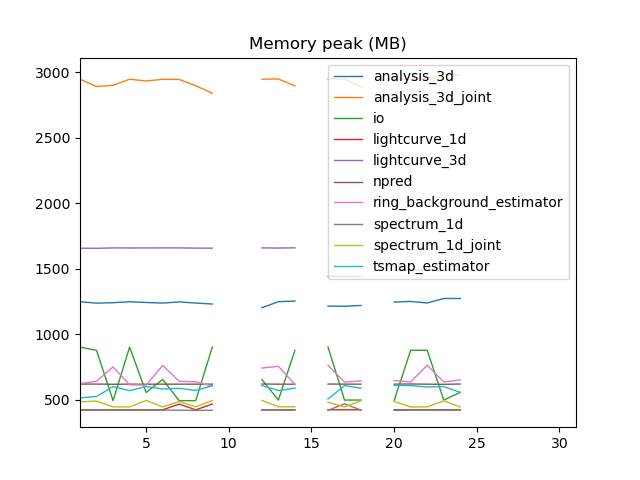 Memory peak (MB)
3000
2500
2000
1500
1000
500
analysis_3d
analysis_3d_joint
io
lightcurve_1d
lightcurve_3d
npred
ring_background_estimator
spectrum_1d
spectrum_1d_joint
tsmap_estimator
5
10
15
20
25
30